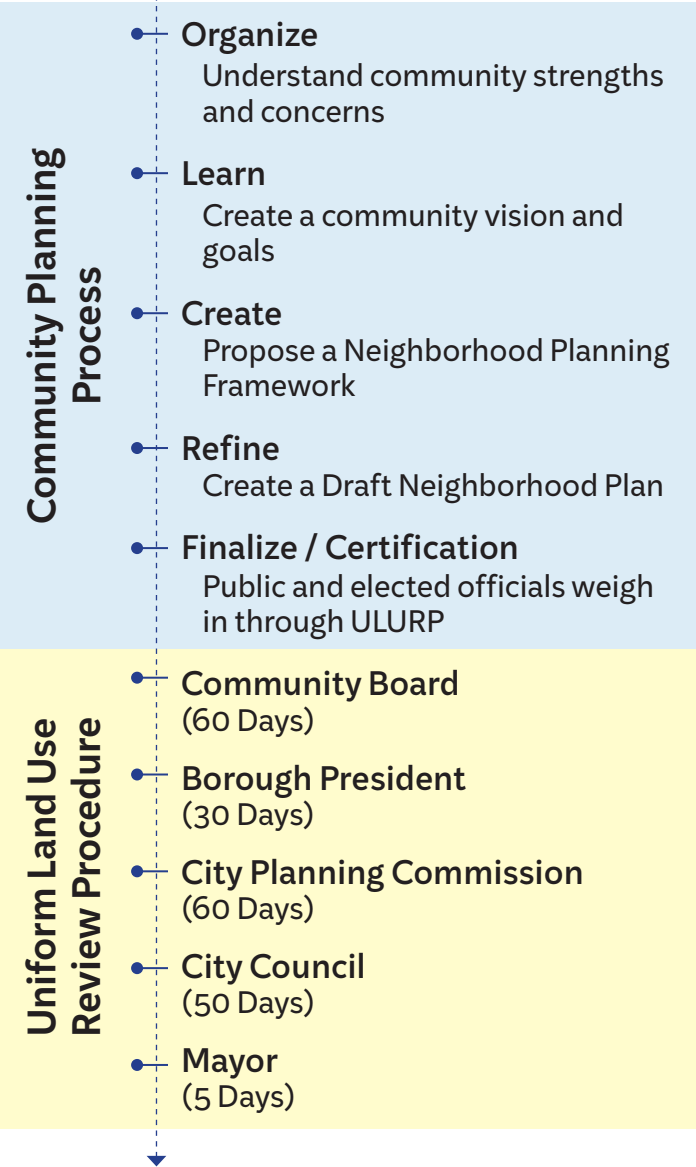 Community Planning
Process
Organize
Understand community strengths
and concerns
Learn
Create a community vision and
goals
Create
Propose a Neighborhood Planning
Framework
Refine
Create a Draft Neighborhood Plan
Finalize / Certification
Public and elected officials weigh
in through ULURP
Uniform Land Use
Review Procedure
Community Board
(60 Days)
Borough President
(30 Days)
City Planning Commission
(60 Days)
City Council
(50 Days)
Mayor
(5 Days)